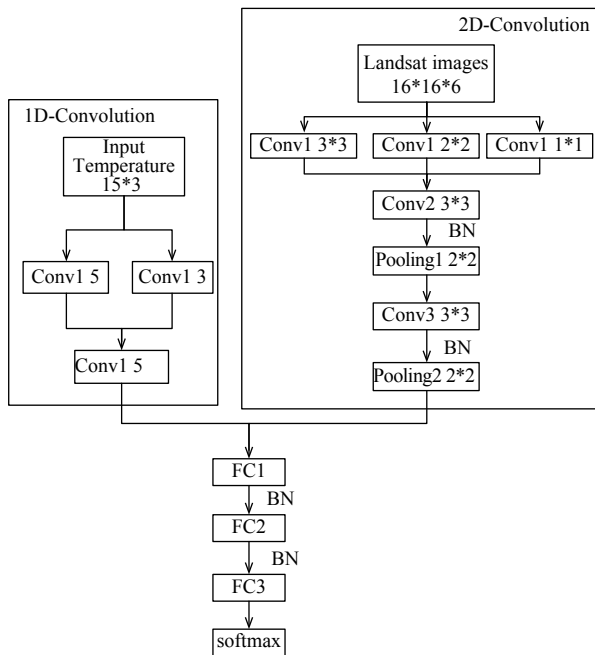 1D-Convolution
Input
Temperature
15*3
Conv1 5
Conv1 3
Conv1 5
2D-Convolution
Landsat images
16*16*6
Conv1 3*3
Conv1 2*2
Conv1 1*1
Conv2 3*3
BN
Pooling1 2*2
Conv3 3*3
BN
Pooling2 2*2
FC1
BN
FC2
BN
FC3
softmax